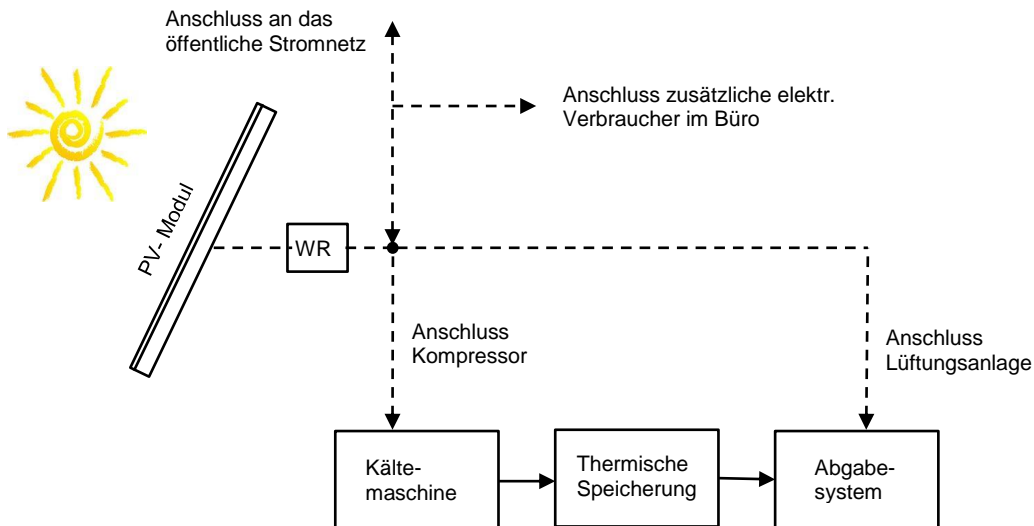 Anschluss an das
öffentliche Stromnetz
Anschluss zusätzliche elektr.
Verbraucher im Büro
PV- Modul
WR
Anschluss
Kompressor
Anschluss
Lüftungsanlage
Kälte-
maschine
Thermische
Speicherung
Abgabe-
system